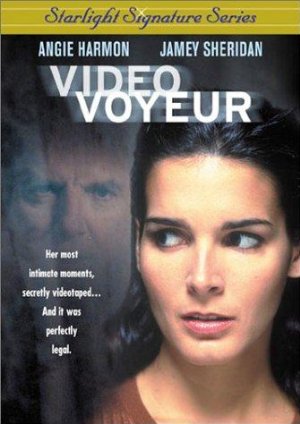 Starlight Signature Series
ANGIE HARMON JAMEY SHERIDAN
VIDEO
VOYEUR
Her most
intimate moments,
secretly videotaped...
And it was
perfectly
legal.